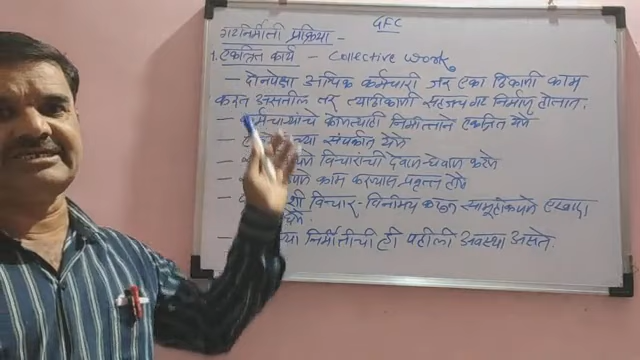 GFC
गटनिर्मिती प्रक्रिया -
1. एकत्रित कार्य - Collective work
- दोनपेक्षा अधिक कर्मचारी जर एका ठिकाणी काम
करत असतील तर त्याठिकाणी सहजच गट निर्माण होतात.
कोणत्याही निमित्ताने एकत्रित येणे
संपर्कात येणे
विचारांची देवाण-घेवाण करणे
काम करण्यास प्रवृत्त होणे
विचार-विनीमय करून सामूहीकपणे एखादा
निर्मितीची ही पहीली अवस्था असते.